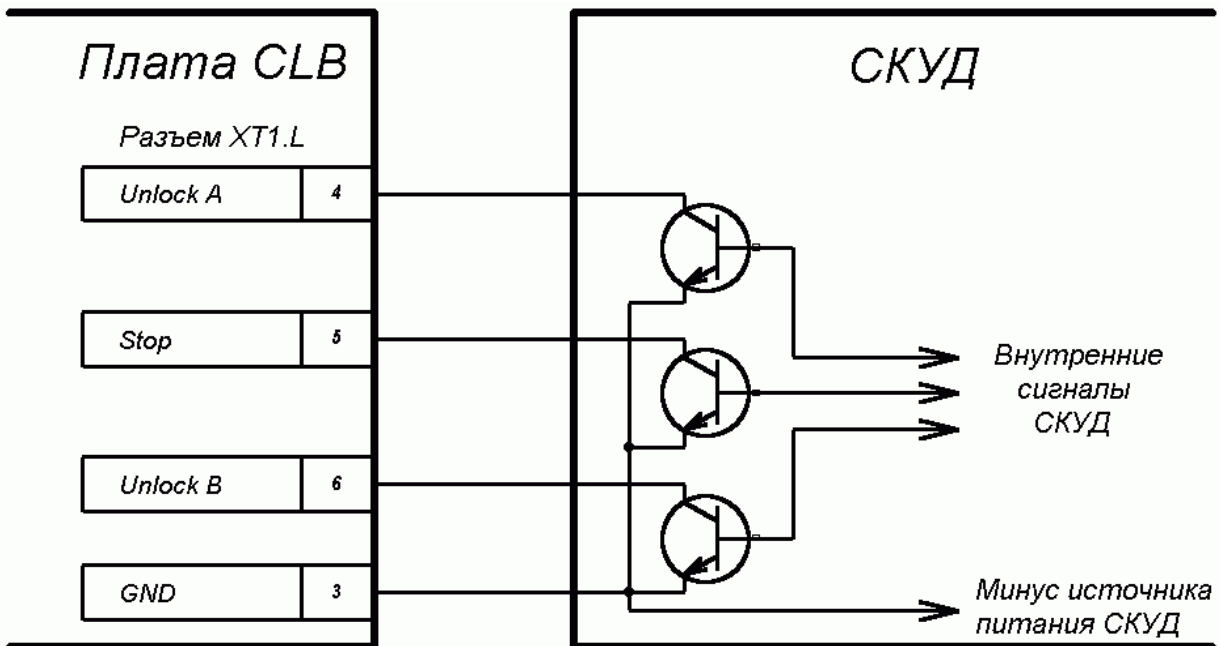 Плата CLB
СКУД
Разъем XT1.L
Unlock A 4
Stop 5
Unlock B 6
GND 3
Внутренние
сигналы
СКУД
Минус источника
питания СКУД